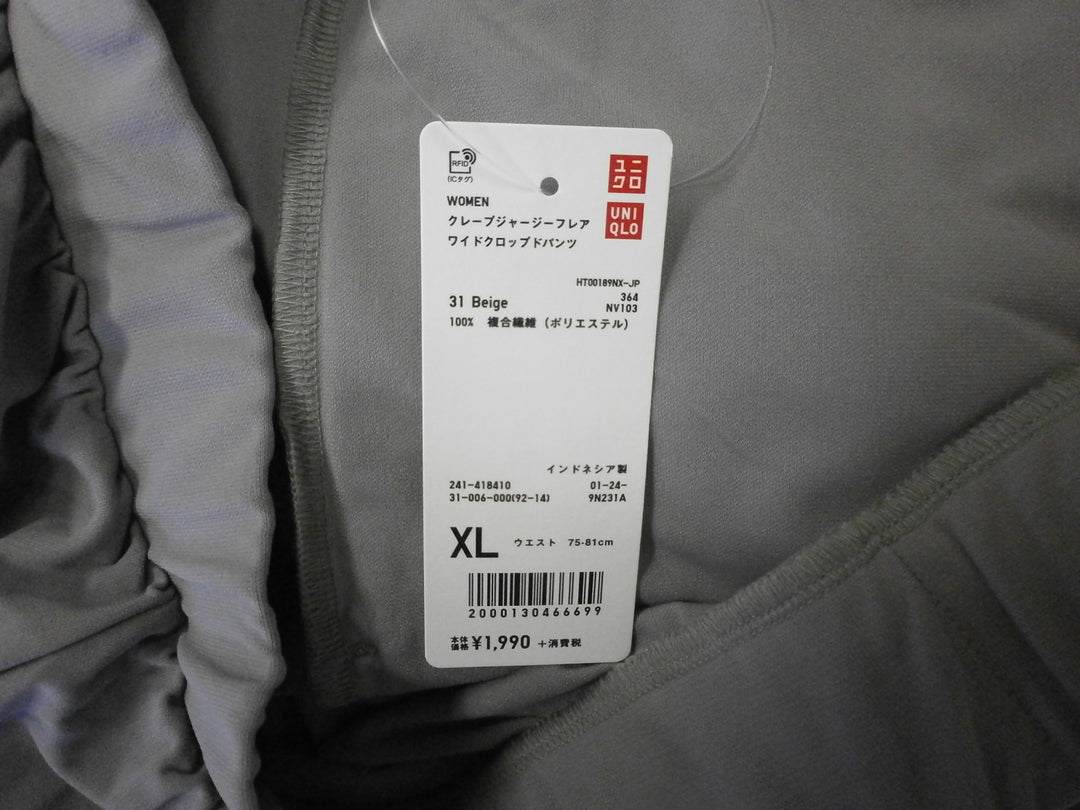 RFID
(ICタグ)
ユニ
クロ
UNI
QLO
WOMEN
クレープジャージーフレア
ワイドクロップドパンツ
HT00189NX-JP
364
31 Beige
NV103
100% 複合繊維 (ポリエステル)
インドネシア製
241-418410 01-24-
31-006-000(92-14) 9N231A
XL ウエスト 75-81cm
2000130466699
本体価格 ¥1,990 +消費税